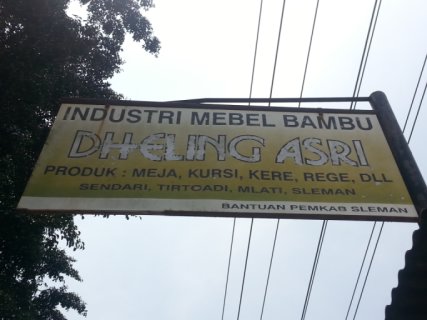 INDUSTRI MEBEL BAMBU
DHELING ASRI
PRODUK : MEJA, KURSI, KERE, REGE, DLL
SENDARI, TIRTOADI, MLATI, SLEMAN
BANTUAN PEMKAB SLEMAN